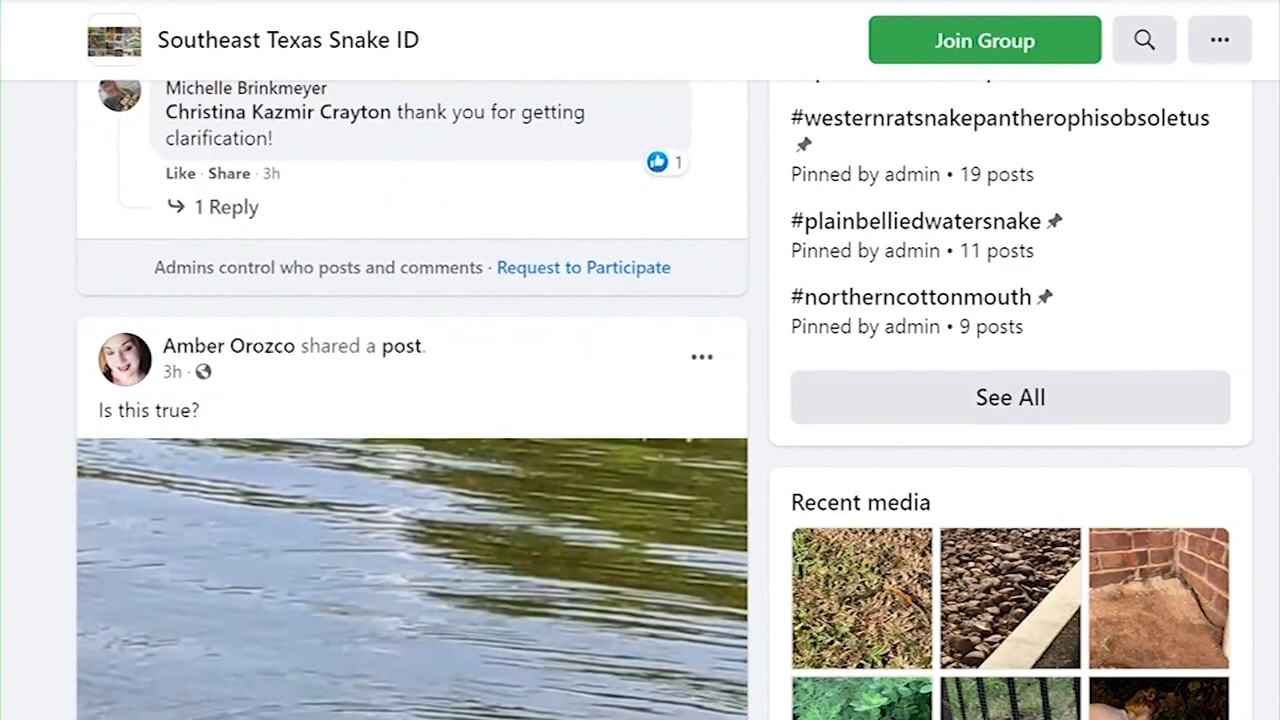 Southeast Texas Snake ID
Join Group
Michelle Brinkmeyer
Christina Kazmir Crayton thank you for getting
clarification!
1
Like · Share · 3h
1 Reply
Admins control who posts and comments · Request to Participate
Amber Orozco shared a post.
3h ·
Is this true?
#westernratsnakepantherophisobsoletus
Pinned by admin • 19 posts
#plainbelliedwatersnake
Pinned by admin • 11 posts
#northerncottonmouth
Pinned by admin • 9 posts
See All
Recent media